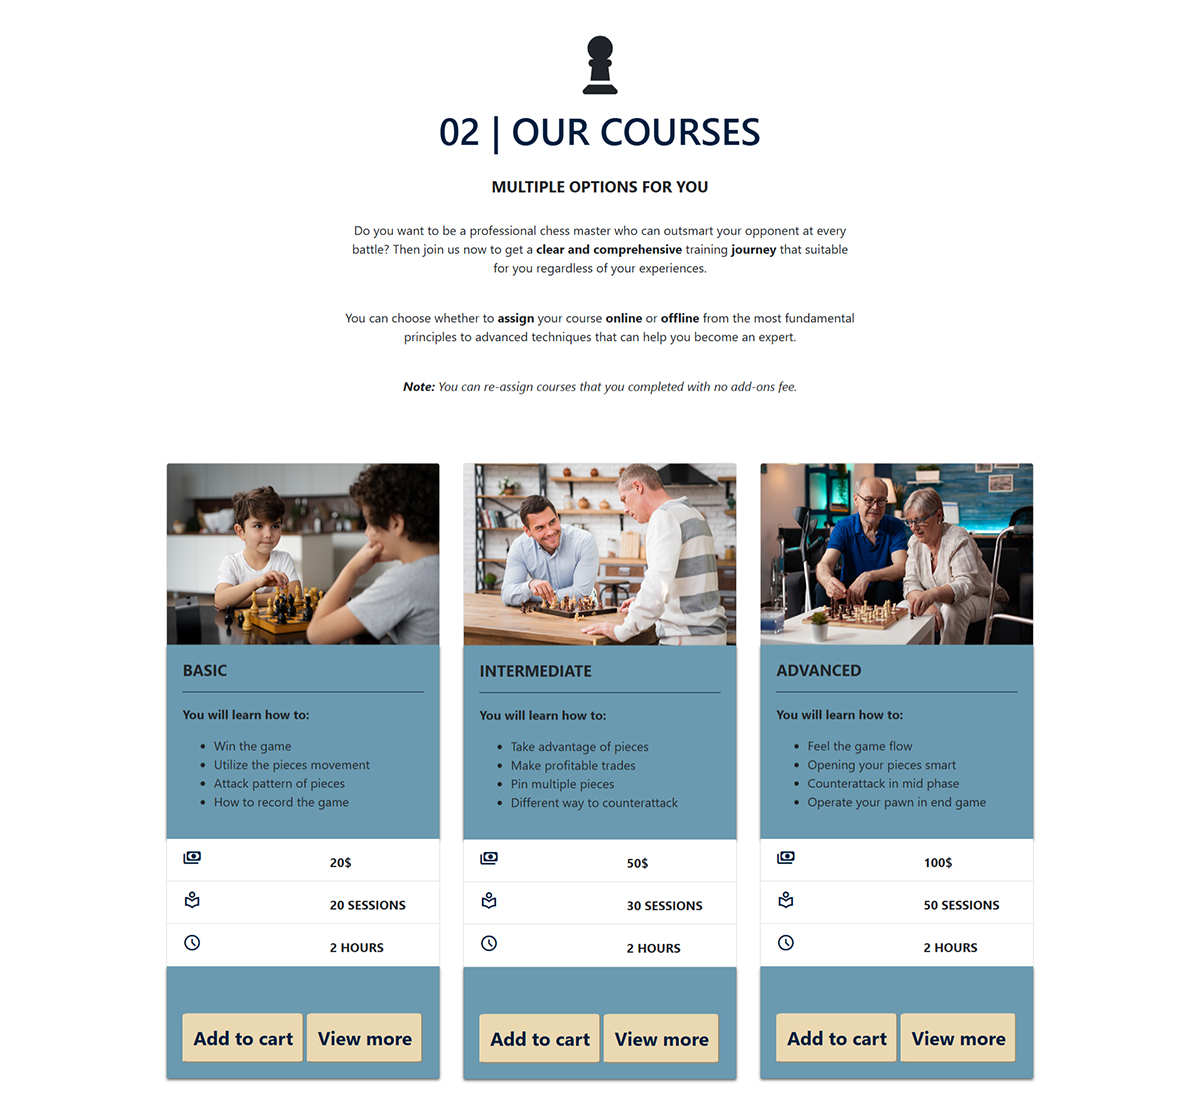 02 | OUR COURSES
MULTIPLE OPTIONS FOR YOU
Do you want to be a professional chess master who can outsmart your opponent at every
battle? Then join us now to get a clear and comprehensive training journey that suitable
for you regardless of your experiences.
You can choose whether to assign your course online or offline from the most fundamental
principles to advanced techniques that can help you become an expert.
Note: You can re-assign courses that you completed with no add-ons fee.
BASIC
You will learn how to:
• Win the game
• Utilize the pieces movement
• Attack pattern of pieces
• How to record the game
20$
20 SESSIONS
2 HOURS
Add to cart
View more
INTERMEDIATE
You will learn how to:
• Take advantage of pieces
• Make profitable trades
• Pin multiple pieces
• Different way to counterattack
50$
30 SESSIONS
2 HOURS
Add to cart
View more
ADVANCED
You will learn how to:
• Feel the game flow
• Opening your pieces smart
• Counterattack in mid phase
• Operate your pawn in end game
100$
50 SESSIONS
2 HOURS
Add to cart
View more